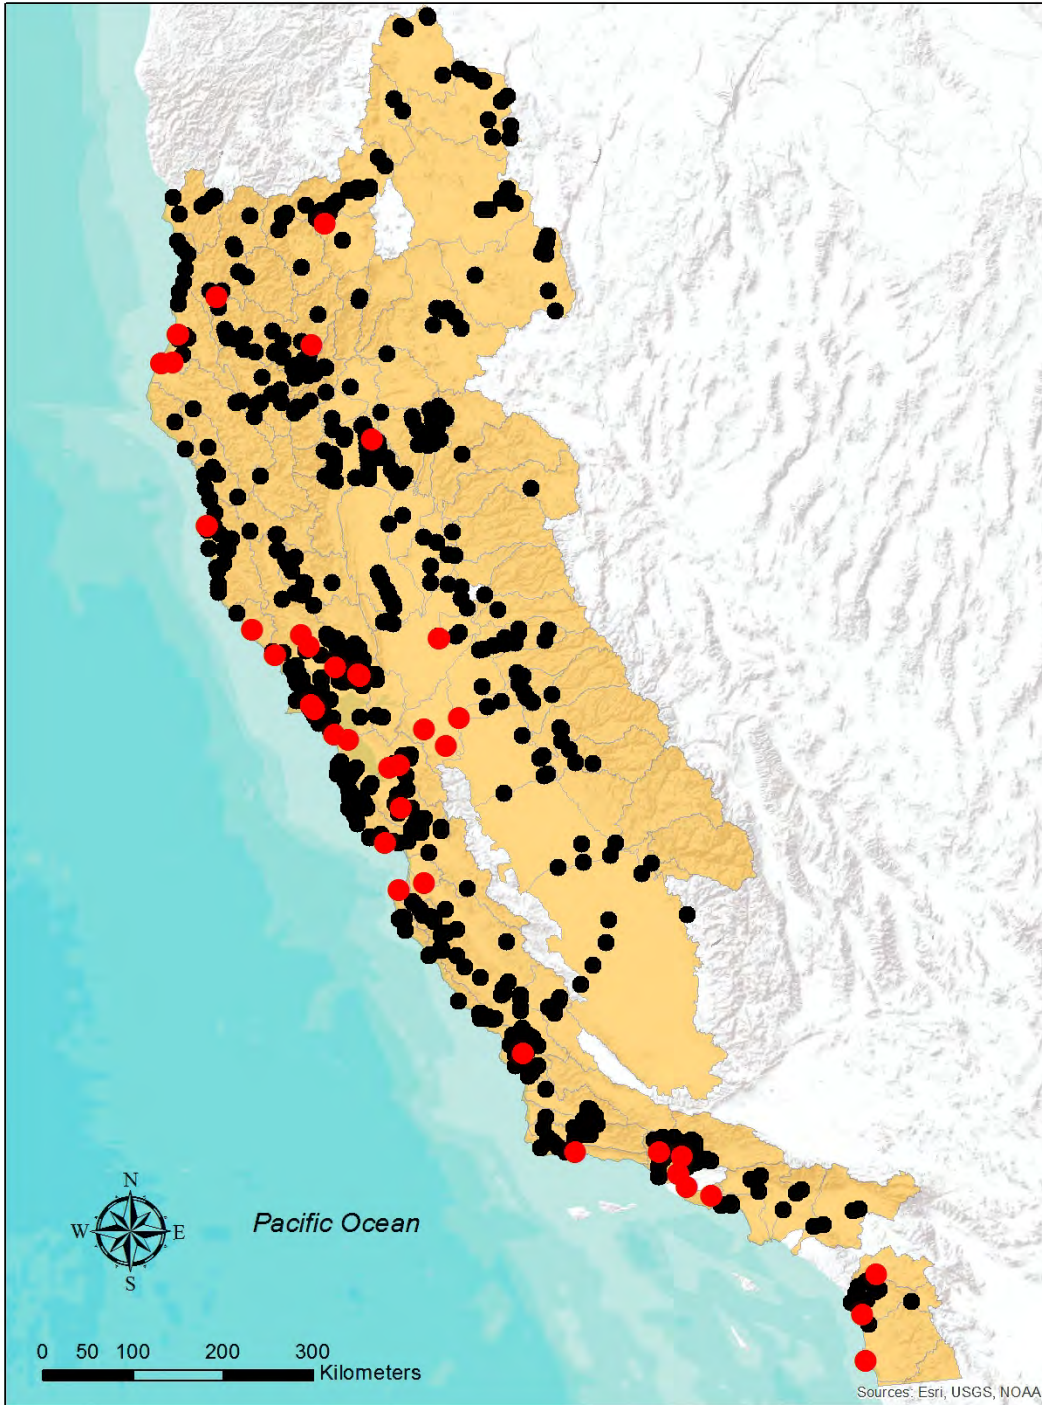 N
W E
S
Pacific Ocean
0 50 100 200 300
Kilometers
Sources: Esri, USGS, NOAA